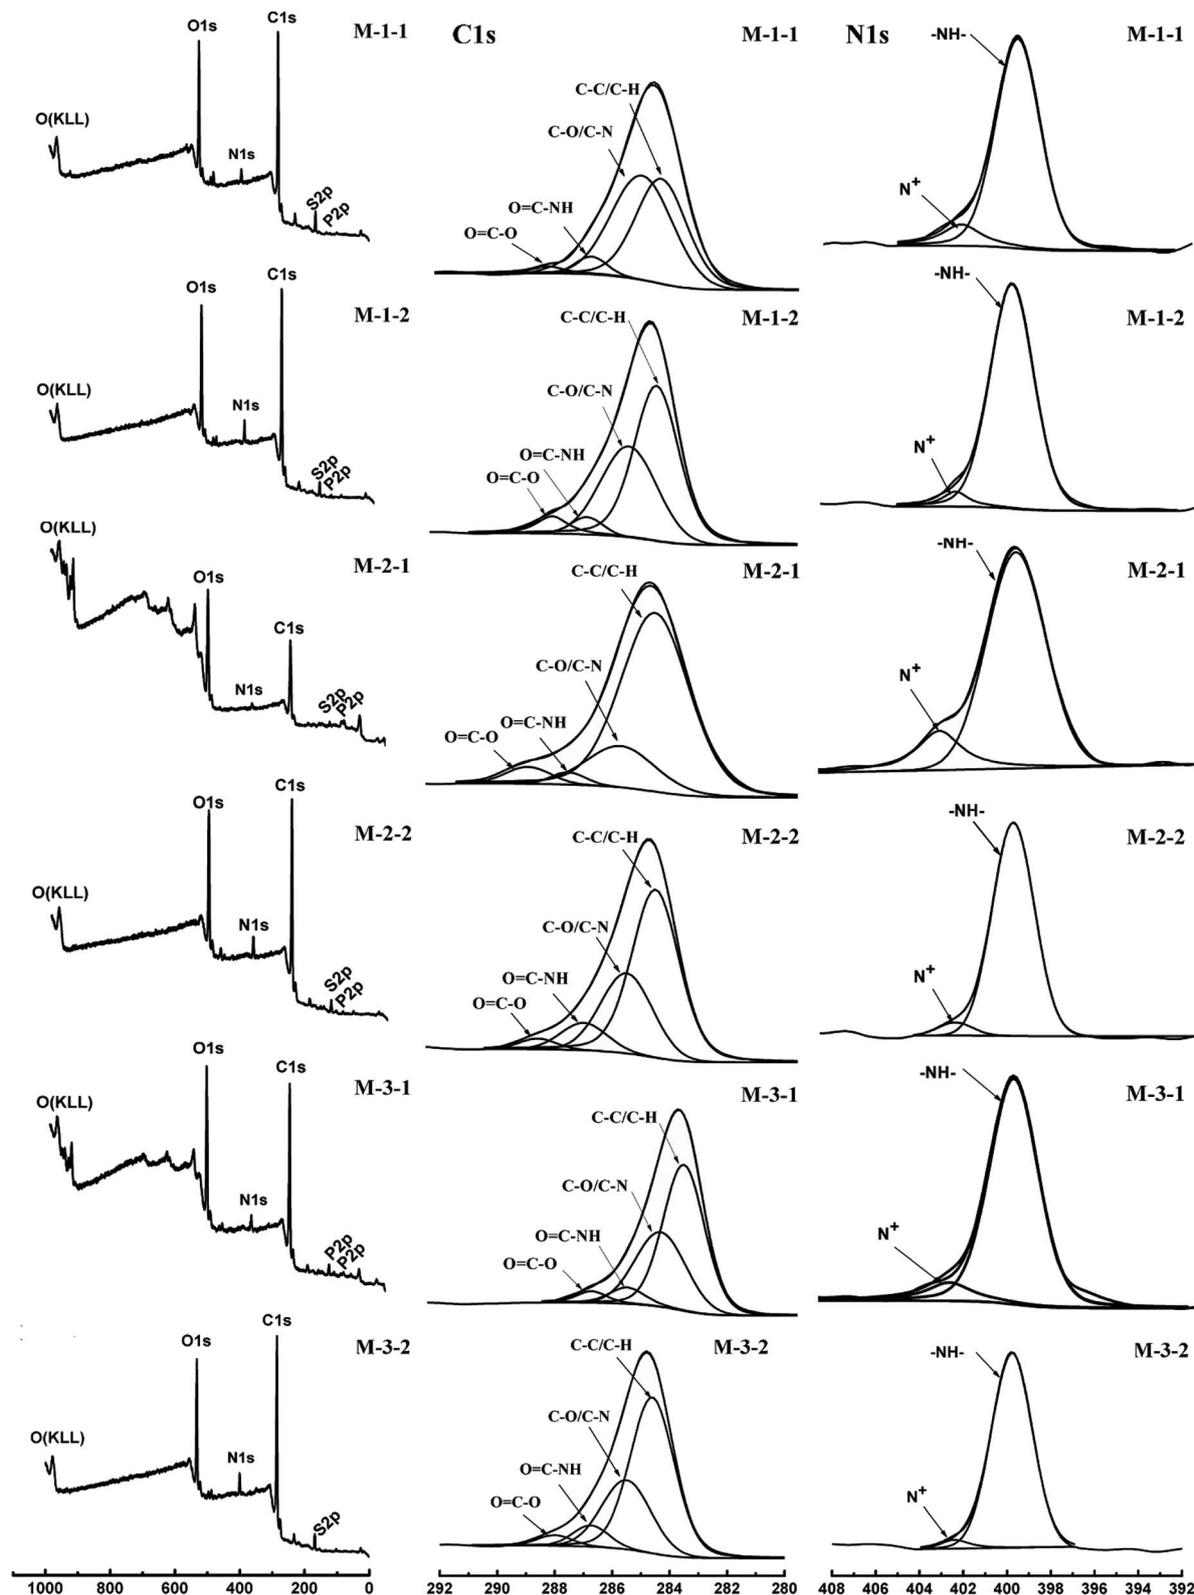 O1s
C1s
M-1-1
O(KLL)
N1s
S2p
P2p
C1s
M-1-1
C-C/C-H
C-O/C-N
O=C-NH
O=C-O
N1s
-NH-
M-1-1
N+
O1s
C1s
M-1-2
O(KLL)
N1s
S2p
P2p
C-C/C-H
M-1-2
C-O/C-N
O=C-NH
O=C-O
-NH-
M-1-2
N+
O(KLL)
O1s
M-2-1
C1s
N1s
S2p
P2p
C-C/C-H
M-2-1
C-O/C-N
O=C-NH
O=C-O
-NH-
M-2-1
N+
O1s
C1s
M-2-2
O(KLL)
N1s
S2p
P2p
C-C/C-H
M-2-2
C-O/C-N
O=C-NH
O=C-O
-NH-
M-2-2
N+
O1s
C1s
M-3-1
O(KLL)
N1s
P2p
P2p
M-3-1
C-C/C-H
C-O/C-N
O=C-NH
O=C-O
-NH-
M-3-1
N+
O1s
C1s
M-3-2
O(KLL)
N1s
S2p
C-C/C-H
M-3-2
C-O/C-N
O=C-NH
O=C-O
-NH-
M-3-2
N+
1000 800 600 400 200 0
292 290 288 286 284 282 280
408 406 404 402 400 398 396 394 392